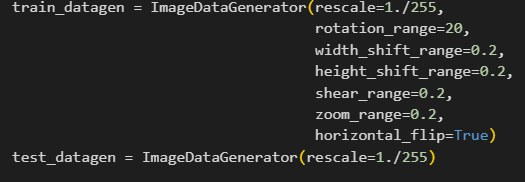 train_datagen = ImageDataGenerator(rescale=1./255,
                                   rotation_range=20,
                                   width_shift_range=0.2,
                                   height_shift_range=0.2,
                                   shear_range=0.2,
                                   zoom_range=0.2,
                                   horizontal_flip=True)
test_datagen = ImageDataGenerator(rescale=1./255)